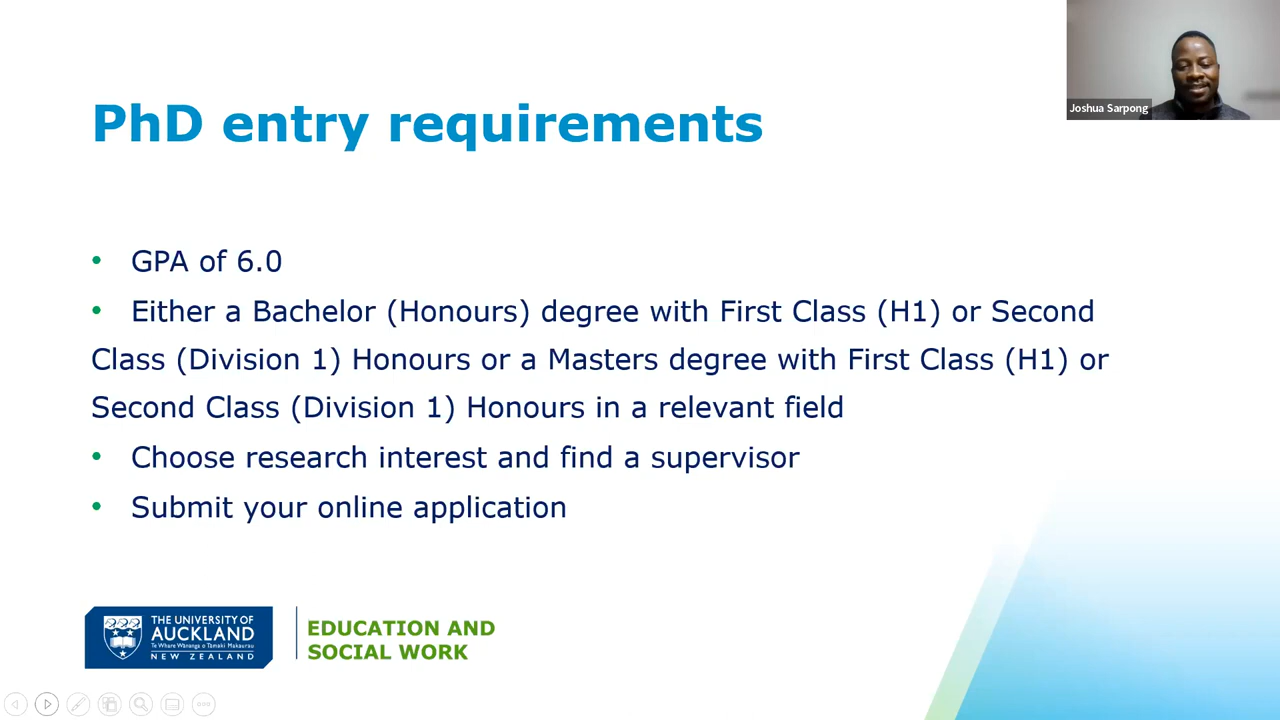 Joshua Sarpong
PhD entry requirements
• GPA of 6.0
• Either a Bachelor (Honours) degree with First Class (H1) or Second
Class (Division 1) Honours or a Masters degree with First Class (H1) or
Second Class (Division 1) Honours in a relevant field
• Choose research interest and find a supervisor
• Submit your online application
THE UNIVERSITY OF
AUCKLAND
Te Whare Wānanga o Tāmaki Makaurau
NEW ZEALAND
EDUCATION AND
SOCIAL WORK